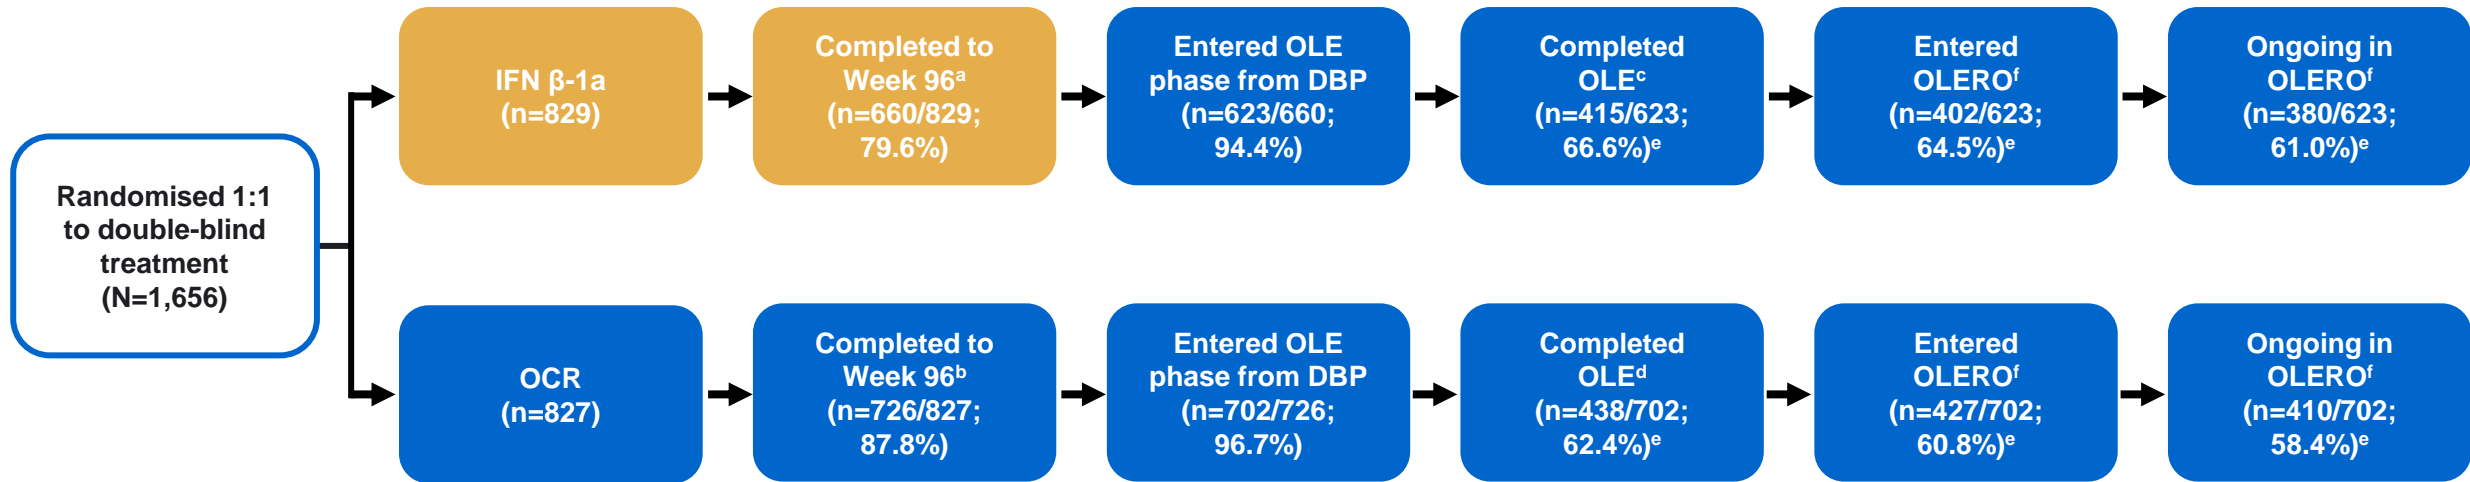 Randomised 1:1
to double-blind
treatment
(N=1,656)
IFN β-1a
(n=829)
Completed to
Week 96ᵃ
(n=660/829;
79.6%)
Entered OLE
phase from DBP
(n=623/660;
94.4%)
Completed
OLEᶜ
(n=415/623;
66.6%)ᵉ
Entered
OLEROᶠ
(n=402/623;
64.5%)ᵉ
Ongoing in
OLEROᶠ
(n=380/623;
61.0%)ᵉ
OCR
(n=827)
Completed to
Week 96ᵇ
(n=726/827;
87.8%)
Entered OLE
phase from DBP
(n=702/726;
96.7%)
Completed
OLEᵈ
(n=438/702;
62.4%)ᵉ
Entered
OLEROᶠ
(n=427/702;
60.8%)ᵉ
Ongoing in
OLEROᶠ
(n=410/702;
58.4%)ᵉ